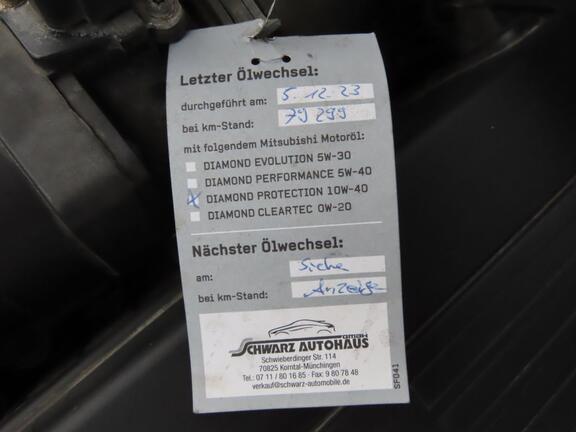 Letzter Ölwechsel:
durchgeführt am: 5.12.23
bei km-Stand: 79 299
mit folgendem Mitsubishi Motoröl:
DIAMOND EVOLUTION 5W-30
DIAMOND PERFORMANCE 5W-40
x DIAMOND PROTECTION 10W-40
DIAMOND CLEARTEC 0W-20
Nächster Ölwechsel:
am: Siehe
bei km-Stand: Anzeige
SCHWARZ AUTOHAUS GMBH
Schwieberdinger Str. 114
70825 Korntal-Münchingen
Tel.: 07 11 / 80 16 85 · Fax: 9 80 78 48
verkauf@schwarz-automobile.de
SF041